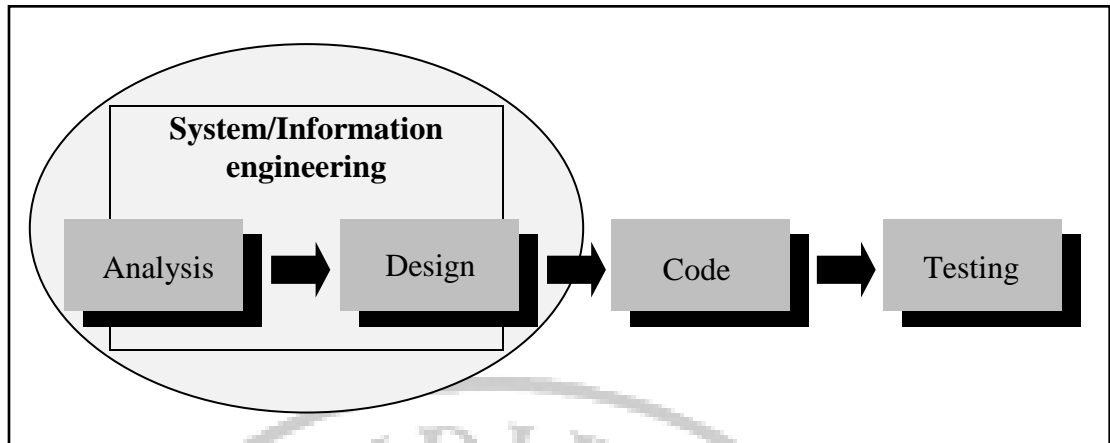 System/Information
engineering
Analysis
Design
Code
Testing